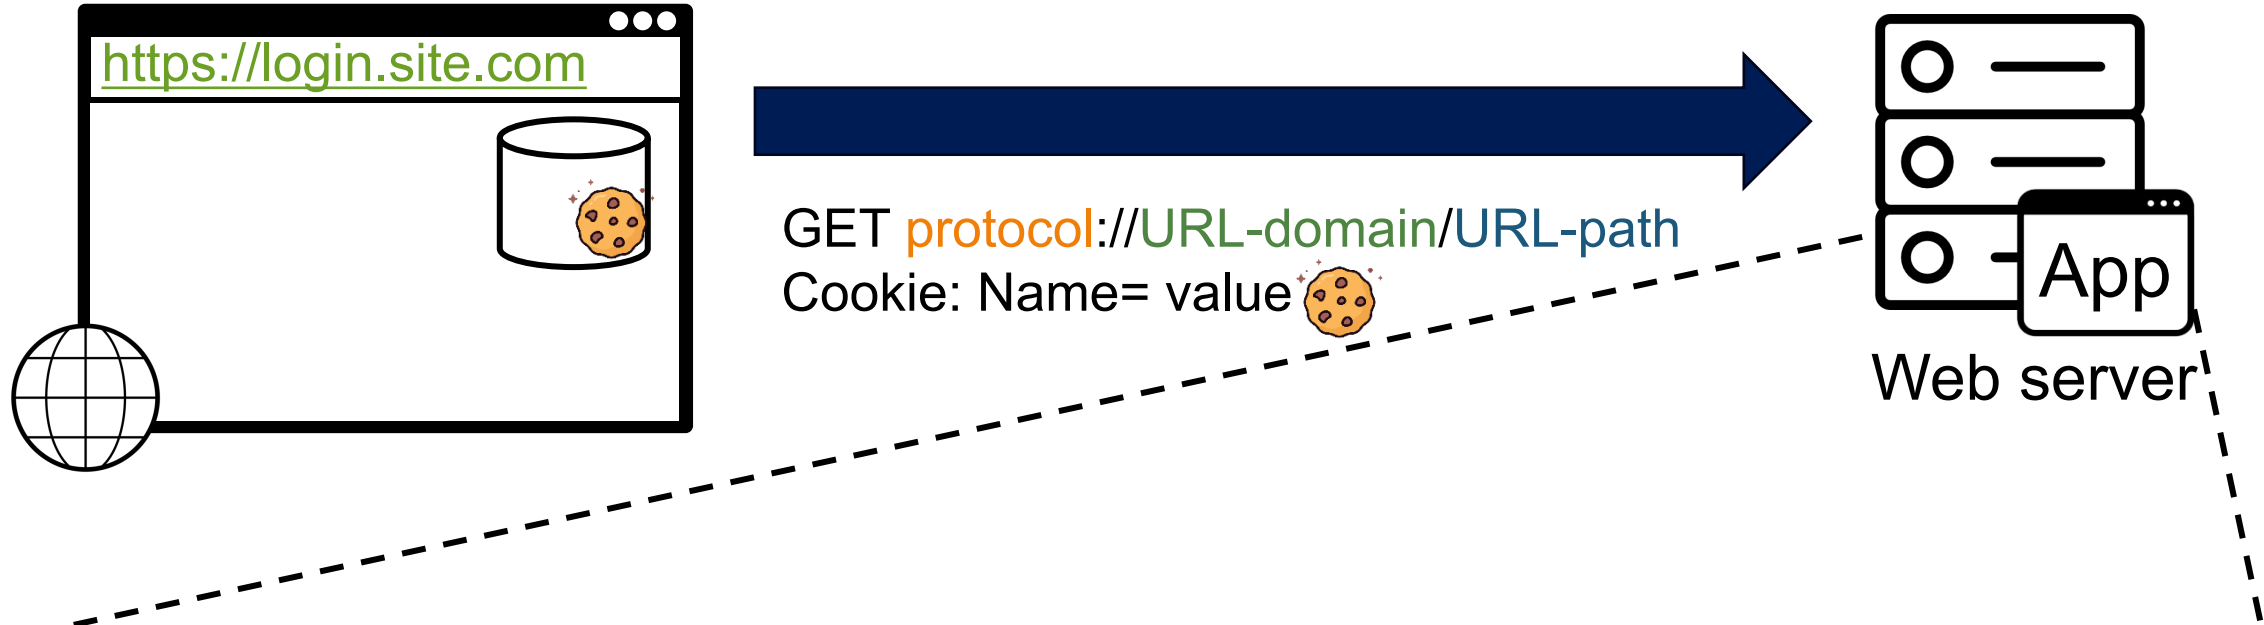 https://login.site.com
GET protocol://URL-domain/URL-path
Cookie: Name= value
App
Web server